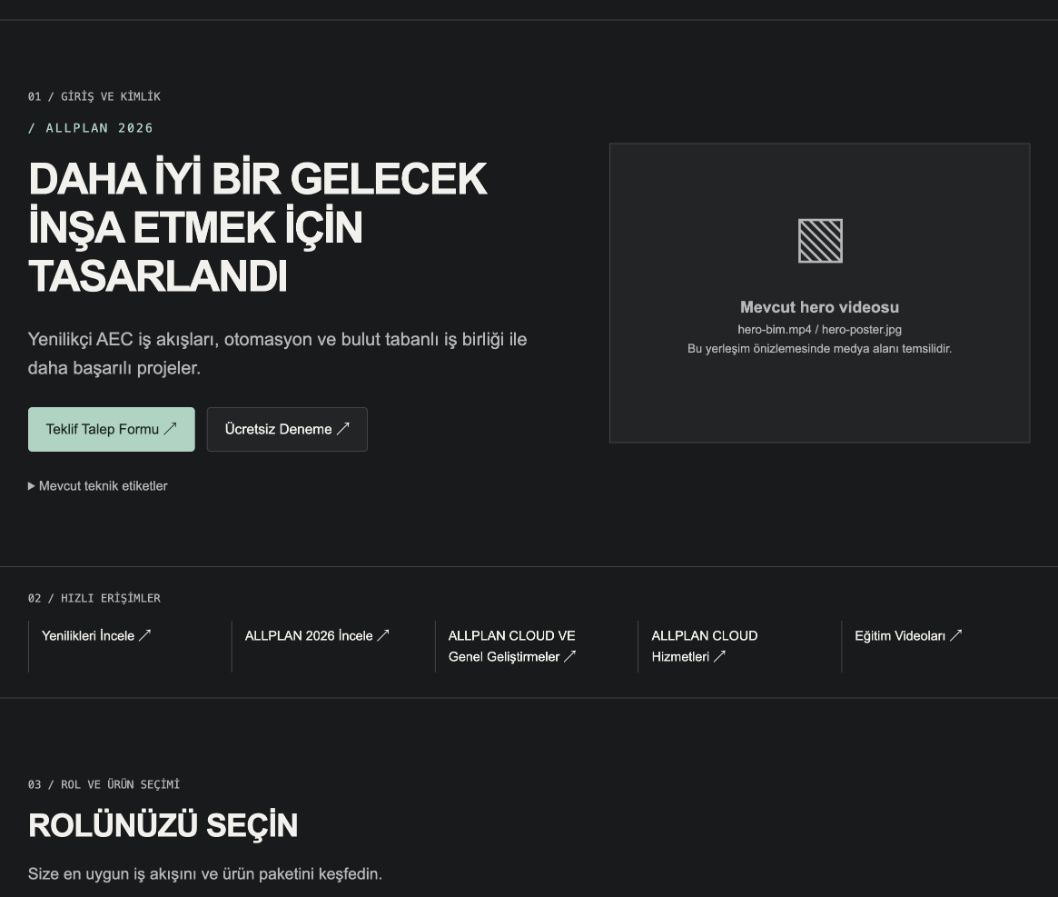 01 / GİRİŞ VE KİMLİK
/ ALLPLAN 2026
DAHA İYİ BİR GELECEK
İNŞA ETMEK İÇİN
TASARLANDI
Yenilikçi AEC iş akışları, otomasyon ve bulut tabanlı iş birliği ile
daha başarılı projeler.
Teklif Talep Formu ↗
Ücretsiz Deneme ↗
▶ Mevcut teknik etiketler
Mevcut hero videosu
hero-bim.mp4 / hero-poster.jpg
Bu yerleşim önizlemesinde medya alanı temsilidir.
02 / HIZLI ERİŞİMLER
Yenilikleri İncele ↗
ALLPLAN 2026 İncele ↗
ALLPLAN CLOUD VE
Genel Geliştirmeler ↗
ALLPLAN CLOUD
Hizmetleri ↗
Eğitim Videoları ↗
03 / ROL VE ÜRÜN SEÇİMİ
ROLÜNÜZÜ SEÇİN
Size en uygun iş akışını ve ürün paketini keşfedin.